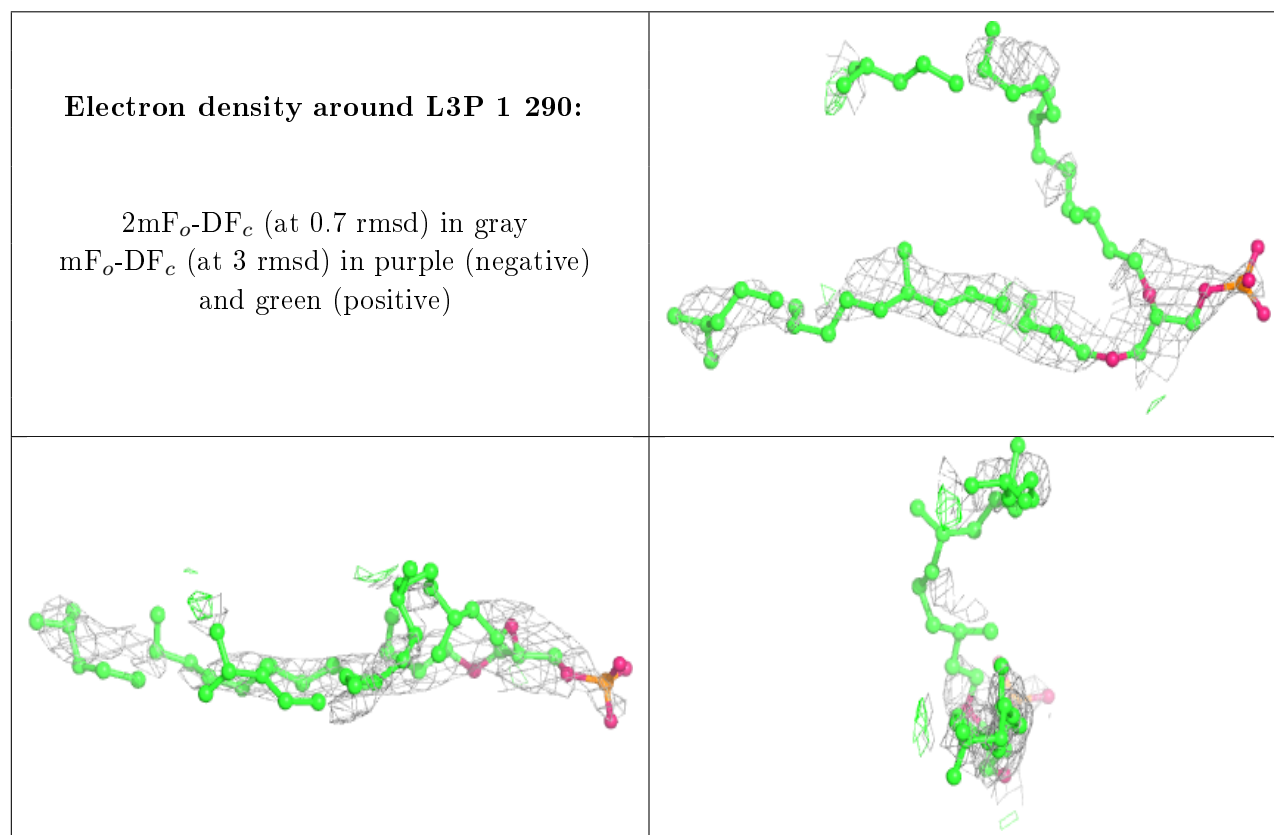 Electron density around L3P 1 290:
2mFo-DFc (at 0.7 rmsd) in gray
mFo-DFc (at 3 rmsd) in purple (negative)
and green (positive)